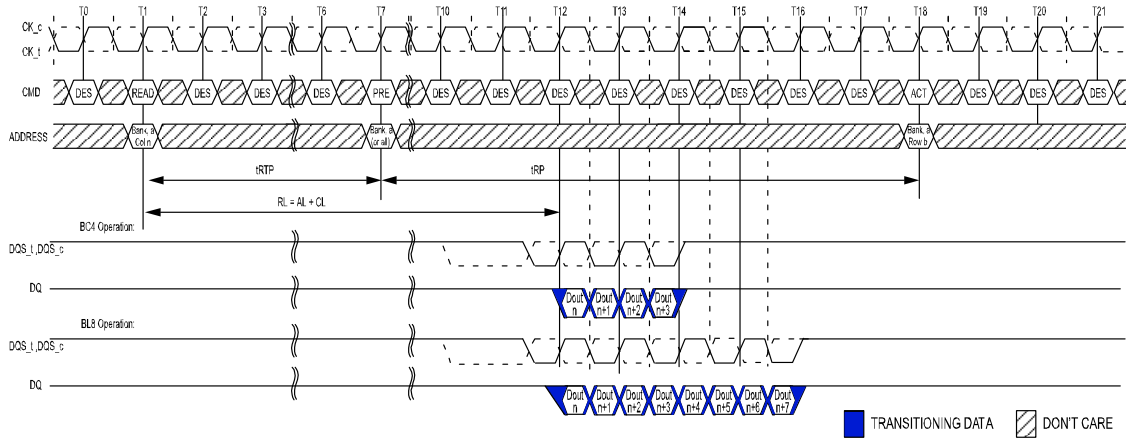 T0 T1 T2 T3 T6 T7 T10 T11 T12 T13 T14 T15 T16 T17 T18 T19 T20 T21
CK_c
CK_t
CMD DES READ DES DES DES PRE DES DES DES DES DES DES DES DES ACT DES DES DES
ADDRESS Bank, a Col n Bank, a (or all) Bank, a Row b
tRTP tRP
RL = AL + CL
BC4 Operation:
DQS_t ,DQS_c
DQ Dout n Dout n+1 Dout n+2 Dout n+3
BL8 Operation:
DQS_t ,DQS_c
DQ Dout n Dout n+1 Dout n+2 Dout n+3 Dout n+4 Dout n+5 Dout n+6 Dout n+7
TRANSITIONING DATA DON'T CARE